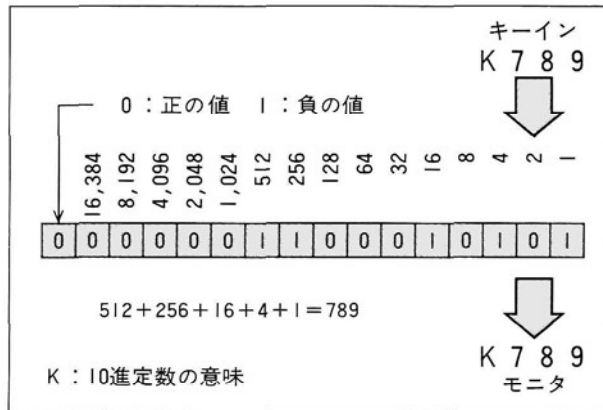 キーイン
K 7 8 9
0：正の値 1：負の値
16,384 8,192 4,096 2,048 1,024 512 256 128 64 32 16 8 4 2 1
0 0 0 0 0 0 1 1 0 0 0 1 0 1 0 1
512+256+16+4+1=789
K 7 8 9
モニタ
K：10進定数の意味